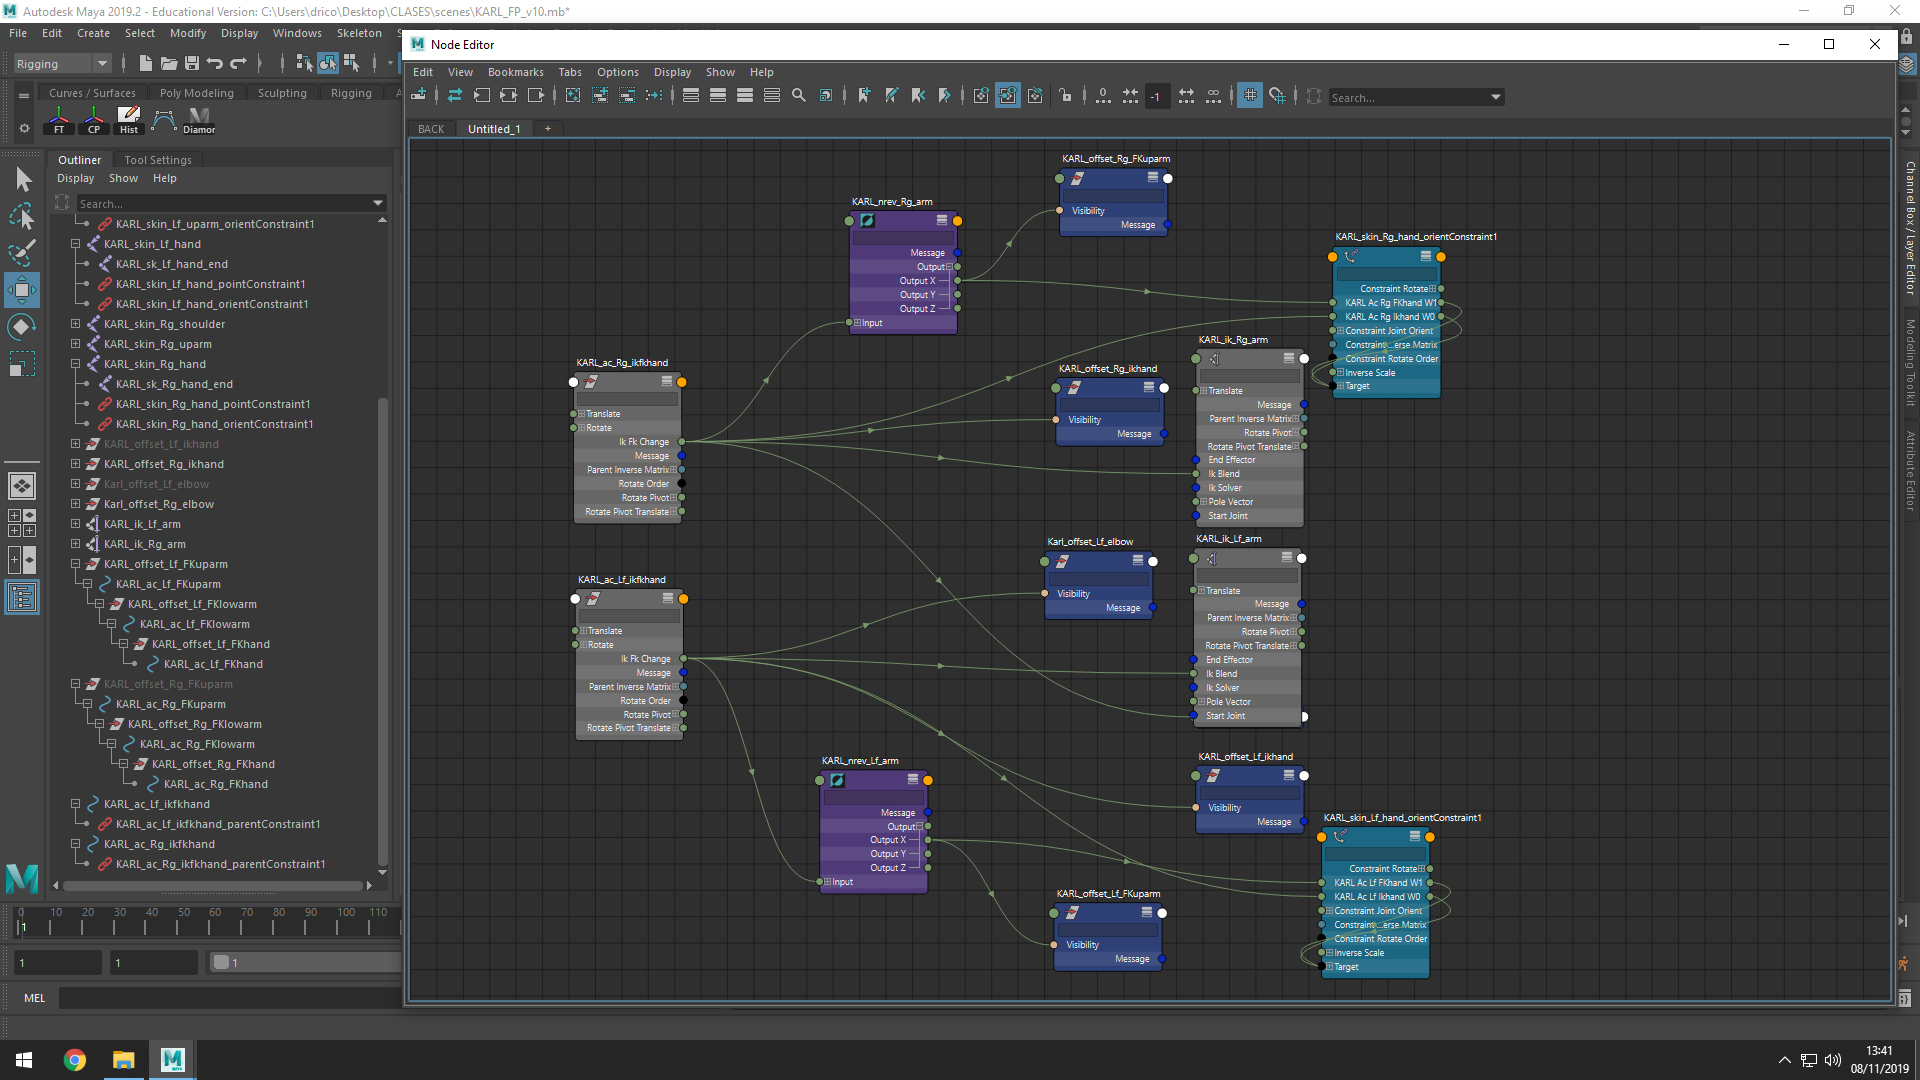 Autodesk Maya 2019.2 - Educational Version: C:\Users\drico\Desktop\CLASES\scenes\KARL_FP_v10.mb*
File Edit Create Select Modify Display Windows Skeleton
Node Editor
Rigging
Edit View Bookmarks Tabs Options Display Show Help
Curves / Surfaces Poly Modeling Sculpting Rigging A
0 -1 Search...
FT CP Hist Diamor
BACK Untitled_1 +
Outliner Tool Settings
Display Show Help
Search...
KARL_skin_Lf_uparm_orientConstraint1
KARL_skin_Lf_hand
KARL_sk_Lf_hand_end
KARL_skin_Lf_hand_pointConstraint1
KARL_skin_Lf_hand_orientConstraint1
KARL_skin_Rg_shoulder
KARL_skin_Rg_uparm
KARL_skin_Rg_hand
KARL_sk_Rg_hand_end
KARL_skin_Rg_hand_pointConstraint1
KARL_skin_Rg_hand_orientConstraint1
KARL_offset_Lf_ikhand
KARL_offset_Rg_ikhand
Karl_offset_Lf_elbow
Karl_offset_Rg_elbow
KARL_ik_Lf_arm
KARL_ik_Rg_arm
KARL_offset_Lf_FKuparm
KARL_ac_Lf_FKuparm
KARL_offset_Lf_FKlowarm
KARL_ac_Lf_FKlowarm
KARL_offset_Lf_FKhand
KARL_ac_Lf_FKhand
KARL_offset_Rg_FKuparm
KARL_ac_Rg_FKuparm
KARL_offset_Rg_FKlowarm
KARL_ac_Rg_FKlowarm
KARL_offset_Rg_FKhand
KARL_ac_Rg_FKhand
KARL_ac_Lf_ikfkhand
KARL_ac_Lf_ikfkhand_parentConstraint1
KARL_ac_Rg_ikfkhand
KARL_ac_Rg_ikfkhand_parentConstraint1
KARL_ac_Rg_ikfkhand
Translate
Rotate
Ik Fk Change
Message
Parent Inverse Matrix
Rotate Order
Rotate Pivot
Rotate Pivot Translate
KARL_ac_Lf_ikfkhand
Translate
Rotate
Ik Fk Change
Message
Parent Inverse Matrix
Rotate Order
Rotate Pivot
Rotate Pivot Translate
KARL_nrev_Rg_arm
Message
Output
Output X
Output Y
Output Z
Input
KARL_nrev_Lf_arm
Message
Output
Output X
Output Y
Output Z
Input
KARL_offset_Rg_FKuparm
Visibility
Message
KARL_offset_Rg_ikhand
Visibility
Message
Karl_offset_Lf_elbow
Visibility
Message
KARL_offset_Lf_FKuparm
Visibility
Message
KARL_ik_Rg_arm
Translate
Message
Parent Inverse Matrix
Rotate Pivot
Rotate Pivot Translate
End Effector
Ik Blend
Ik Solver
Pole Vector
Start Joint
KARL_ik_Lf_arm
Translate
Message
Parent Inverse Matrix
Rotate Pivot
Rotate Pivot Translate
End Effector
Ik Blend
Ik Solver
Pole Vector
Start Joint
KARL_offset_Lf_ikhand
Visibility
Message
KARL_skin_Rg_hand_orientConstraint1
Constraint Rotate
KARL Ac Rg FKhand W1
KARL Ac Rg Ikhand W0
Constraint Joint Orient
Constraint ...erse Matrix
Constraint Rotate Order
Inverse Scale
Target
KARL_skin_Lf_hand_orientConstraint1
Constraint Rotate
KARL Ac Lf FKhand W1
KARL Ac Lf Ikhand W0
Constraint Joint Orient
Constraint ...erse Matrix
Constraint Rotate Order
Inverse Scale
Target
Channel Box / Layer Editor
Modeling Toolkit
Attribute Editor
0 10 20 30 40 50 60 70 80 90 100 110
1
1 1 1
MEL
MAYA
13:41
08/11/2019